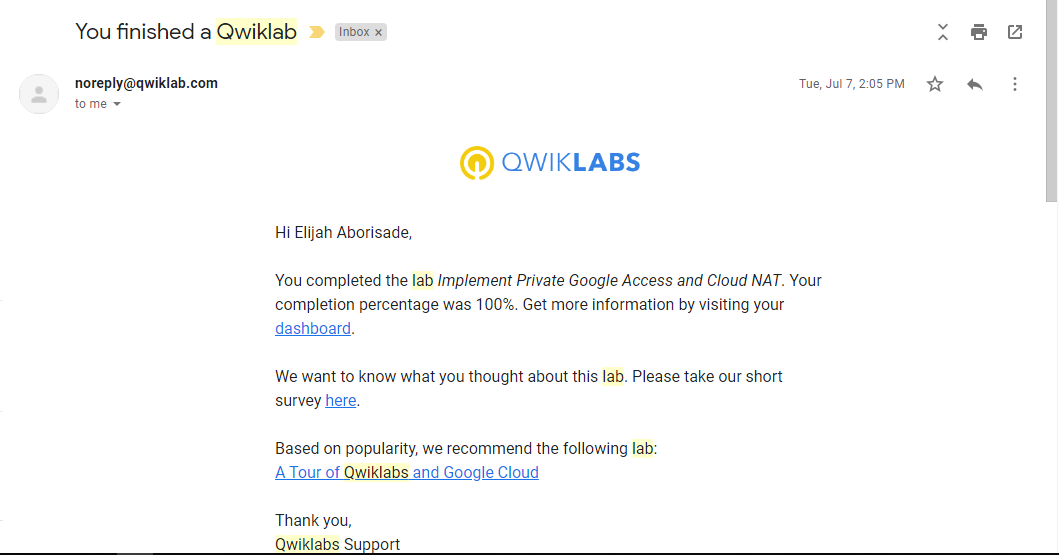 You finished a Qwiklab Inbox ×
noreply@qwiklab.com Tue, Jul 7, 2:05 PM
to me
QWIKLABS
Hi Elijah Aborisade,
You completed the lab Implement Private Google Access and Cloud NAT. Your
completion percentage was 100%. Get more information by visiting your
dashboard.
We want to know what you thought about this lab. Please take our short
survey here.
Based on popularity, we recommend the following lab:
A Tour of Qwiklabs and Google Cloud
Thank you,
Qwiklabs Support